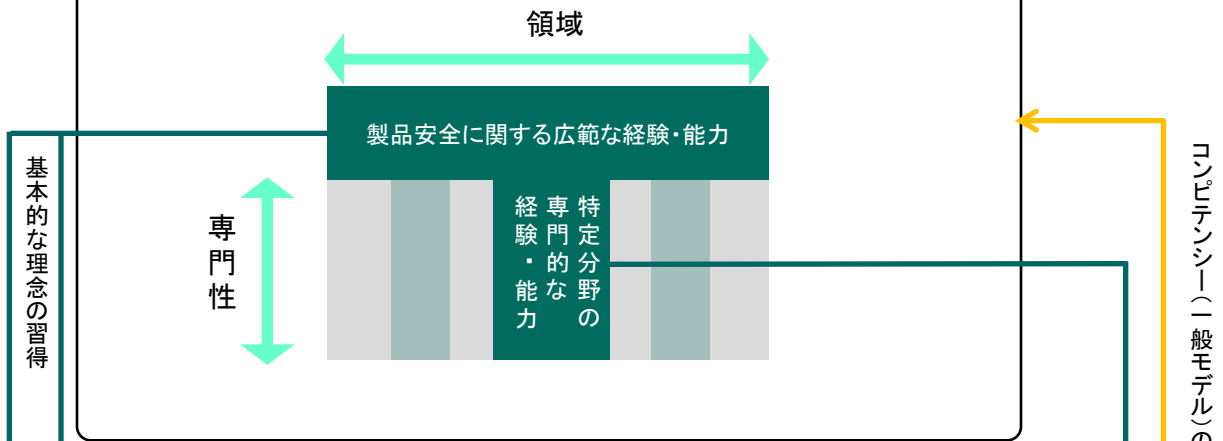 領域
製品安全に関する広範な経験・能力
基本的な理念の習得
専門性
特定分野の
専門的な
経験・能力
コンピテンシー（一般モデル）の